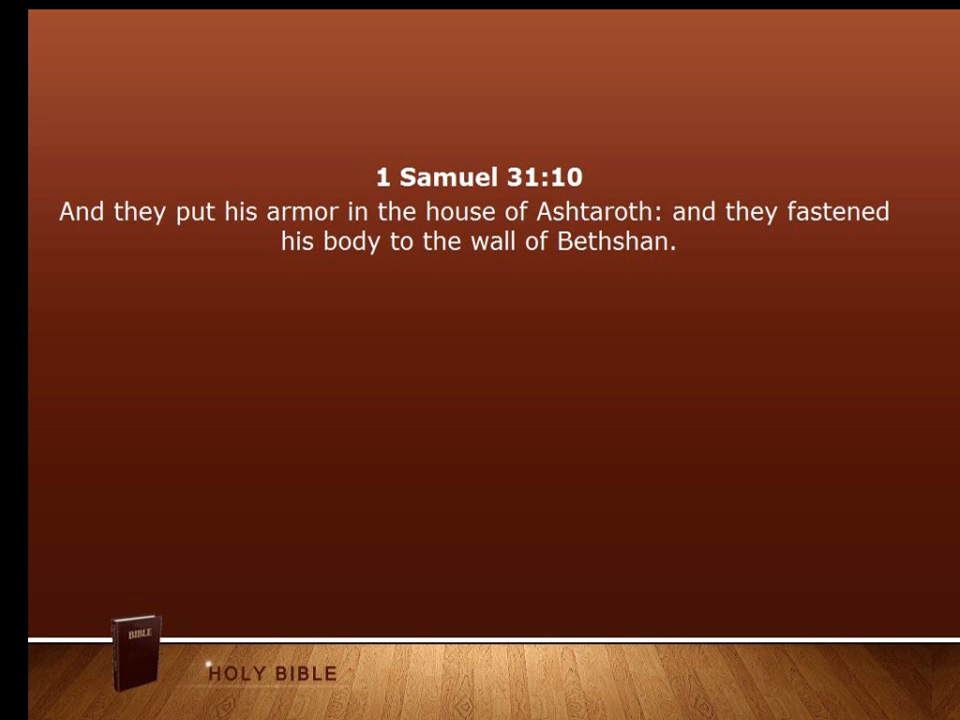 1 Samuel 31:10
And they put his armor in the house of Ashtaroth: and they fastened
his body to the wall of Bethshan.
BIBLE
HOLY BIBLE